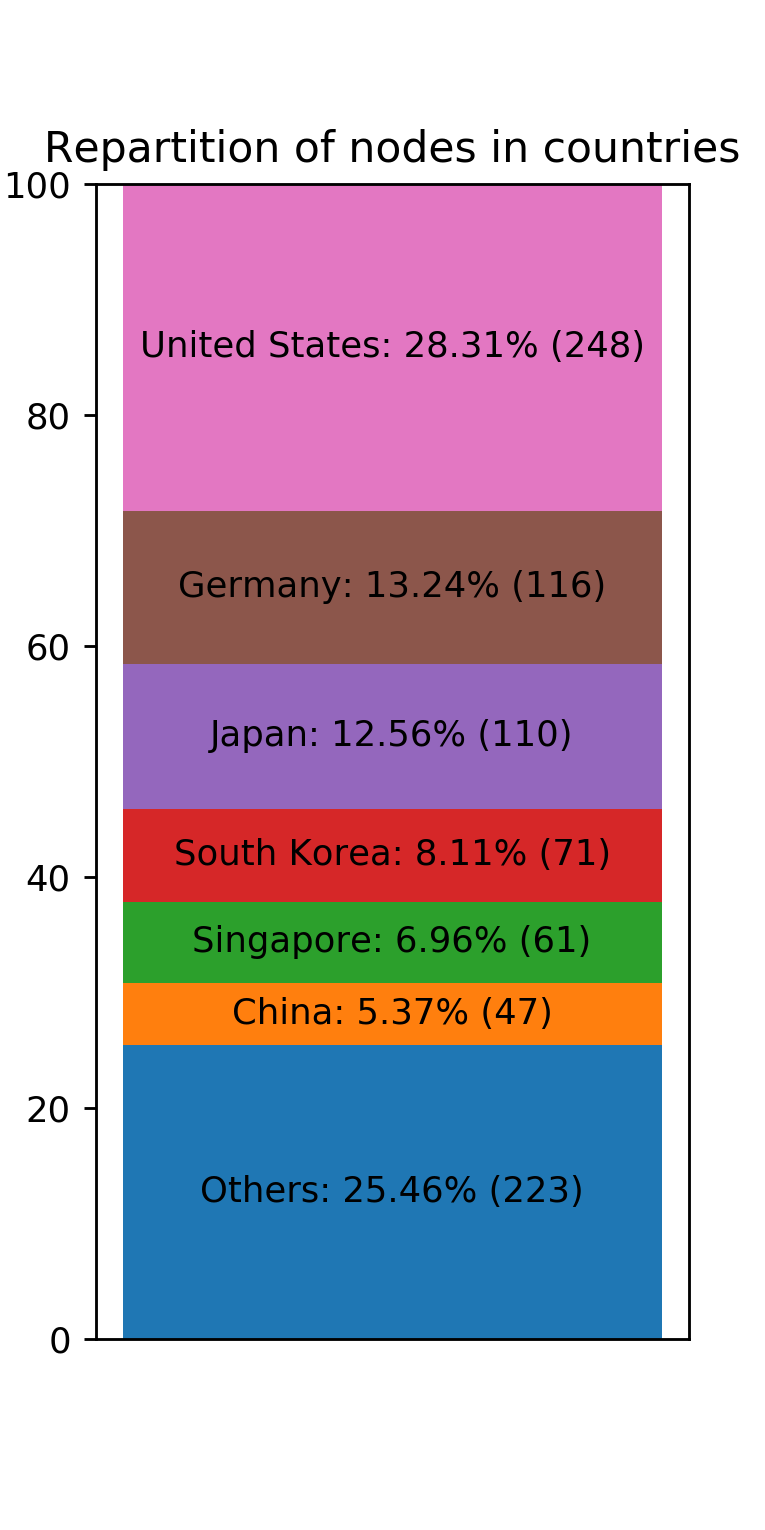 Repartition of nodes in countries
100
United States: 28.31% (248)
80
Germany: 13.24% (116)
60
Japan: 12.56% (110)
South Korea: 8.11% (71)
40
Singapore: 6.96% (61)
China: 5.37% (47)
20
Others: 25.46% (223)
0